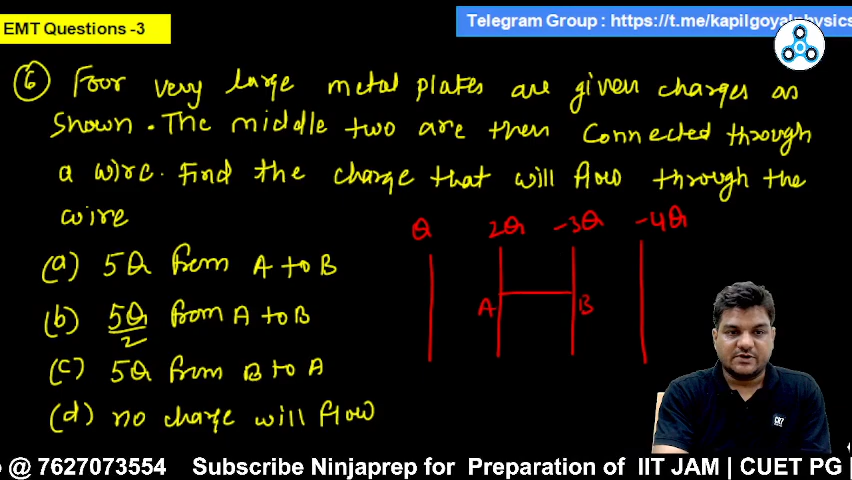 EMT Questions -3
Telegram Group : https://t.me/kapilgoyalphysics
⑥ Four very large metal plates are given charges as
shown. The middle two are then connected through
a wire. Find the charge that will flow through the
wire
Q 2Q -3Q -4Q
A B
(a) 5Q from A to B
(b) 5Q/2 from A to B
(c) 5Q from B to A
(d) no charge will flow
@ 7627073554 Subscribe Ninjaprep for Preparation of IIT JAM | CUET PG |